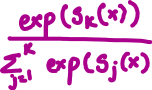 exp(s_k(x))
Σ_{j=1}^{K} exp(s_j(x)